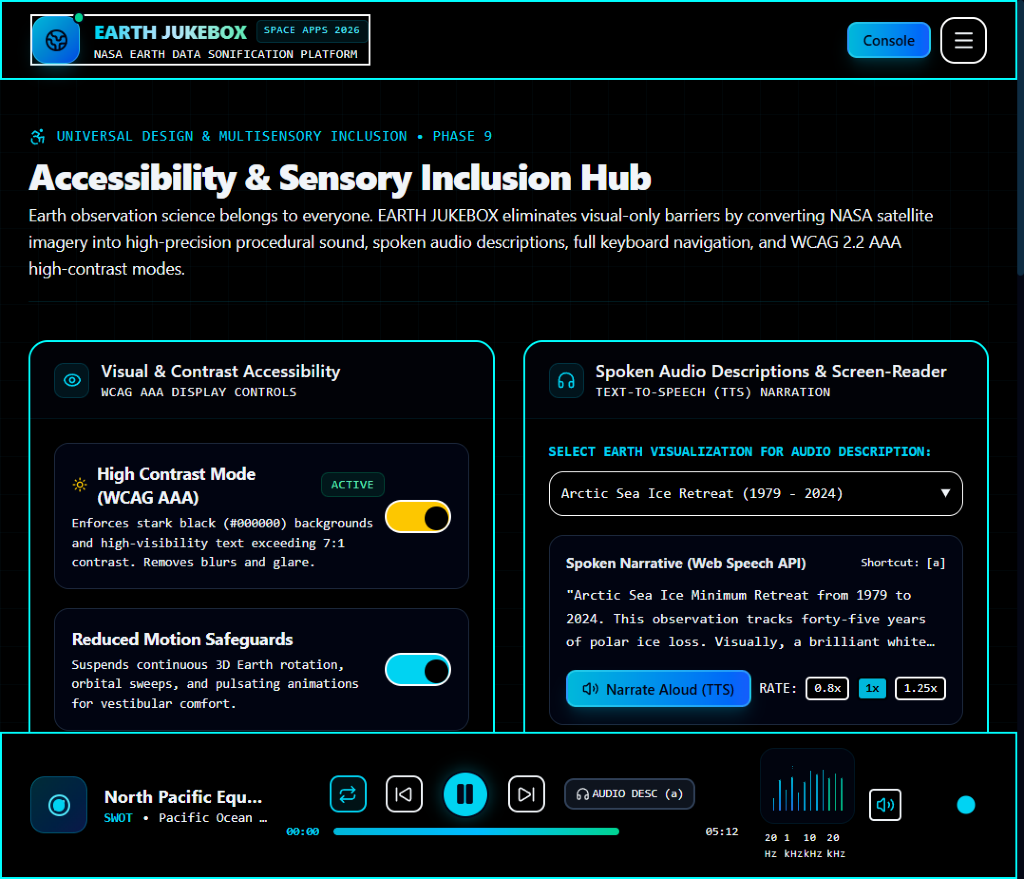 EARTH JUKEBOX
SPACE APPS 2026
NASA EARTH DATA SONIFICATION PLATFORM
Console
UNIVERSAL DESIGN & MULTISENSORY INCLUSION • PHASE 9
Accessibility & Sensory Inclusion Hub
Earth observation science belongs to everyone. EARTH JUKEBOX eliminates visual-only barriers by converting NASA satellite
imagery into high-precision procedural sound, spoken audio descriptions, full keyboard navigation, and WCAG 2.2 AAA
high-contrast modes.
Visual & Contrast Accessibility
WCAG AAA DISPLAY CONTROLS
High Contrast Mode
(WCAG AAA)
ACTIVE
Enforces stark black (#000000) backgrounds
and high-visibility text exceeding 7:1
contrast. Removes blurs and glare.
Reduced Motion Safeguards
Suspends continuous 3D Earth rotation,
orbital sweeps, and pulsating animations
for vestibular comfort.
Spoken Audio Descriptions & Screen-Reader
TEXT-TO-SPEECH (TTS) NARRATION
SELECT EARTH VISUALIZATION FOR AUDIO DESCRIPTION:
Arctic Sea Ice Retreat (1979 - 2024)
Spoken Narrative (Web Speech API)
Shortcut: [a]
"Arctic Sea Ice Minimum Retreat from 1979 to
2024. This observation tracks forty-five years
of polar ice loss. Visually, a brilliant white…
Narrate Aloud (TTS)
RATE:
0.8x
1x
1.25x
North Pacific Equ...
SWOT • Pacific Ocean …
AUDIO DESC (a)
00:00
05:12
20 1 10 20
Hz kHz kHz kHz